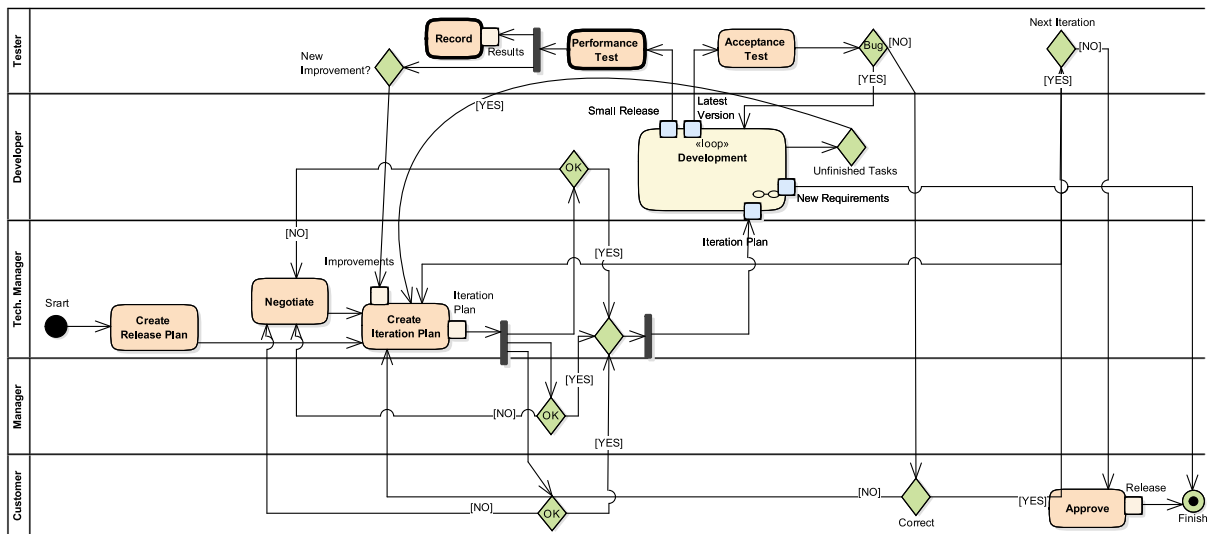 Tester
Record
Results
Performance
Test
Acceptance
Test
Bug
[NO]
[YES]
Next Iteration
[NO]
[YES]
New
Improvement?
[YES]
Developer
Small Release
Latest
Version
«loop»
Development
Unfinished Tasks
New Requirements
Iteration Plan
OK
[NO]
[YES]
Tech. Manager
Srart
Create
Release Plan
Negotiate
Improvements
Create
Iteration Plan
Iteration
Plan
Manager
[YES]
[NO]
OK
[YES]
Customer
[NO]
OK
[NO]
Correct
[YES]
Approve
Release
Finish